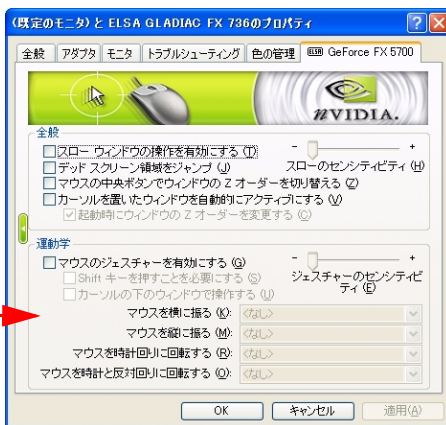 (既定のモニタ) と ELSA GLADIAC FX 736のプロパティ
全般 アダプタ モニタ トラブルシューティング 色の管理 GeForce FX 5700
NVIDIA.
全般
スロー ウィンドウの操作を有効にする (T)
- +
デッド スクリーン領域をジャンプ (J)
スローのセンシティビティ (H)
マウスの中央ボタンでウィンドウの Z オーダーを切り替える (Z)
カーソルを置いたウィンドウを自動的にアクティブにする (V)
起動時にウィンドウの Z オーダーを変更する (C)
運動学
マウスのジェスチャーを有効にする (G)
- +
Shift キーを押すことを必要にする (S)
ジェスチャーのセンシティビティ (E)
カーソルの下のウィンドウで操作する (U)
マウスを横に振る (K): <なし>
マウスを縦に振る (M): <なし>
マウスを時計回りに回転する (R): <なし>
マウスを時計と反対回りに回転する (O): <なし>
OK キャンセル 適用(A)